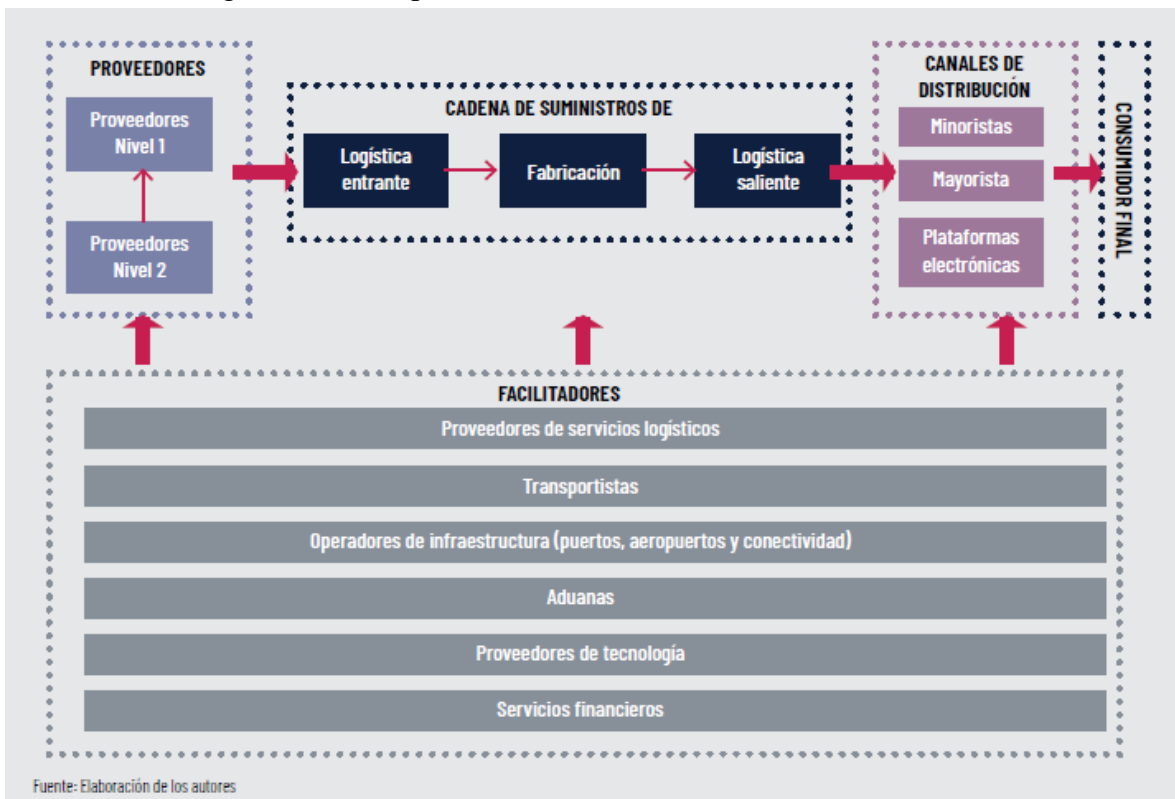 PROVEEDORES
Proveedores
Nivel 1
Proveedores
Nivel 2
CADENA DE SUMINISTROS DE
Logística
entrante
Fabricación
Logística
saliente
CANALES DE
DISTRIBUCIÓN
Minoristas
Mayorista
Plataformas
electrónicas
CONSUMIDOR FINAL
FACILITADORES
Proveedores de servicios logísticos
Transportistas
Operadores de infraestructura (puertos, aeropuertos y conectividad)
Aduanas
Proveedores de tecnología
Servicios financieros
Fuente: Elaboración de los autores